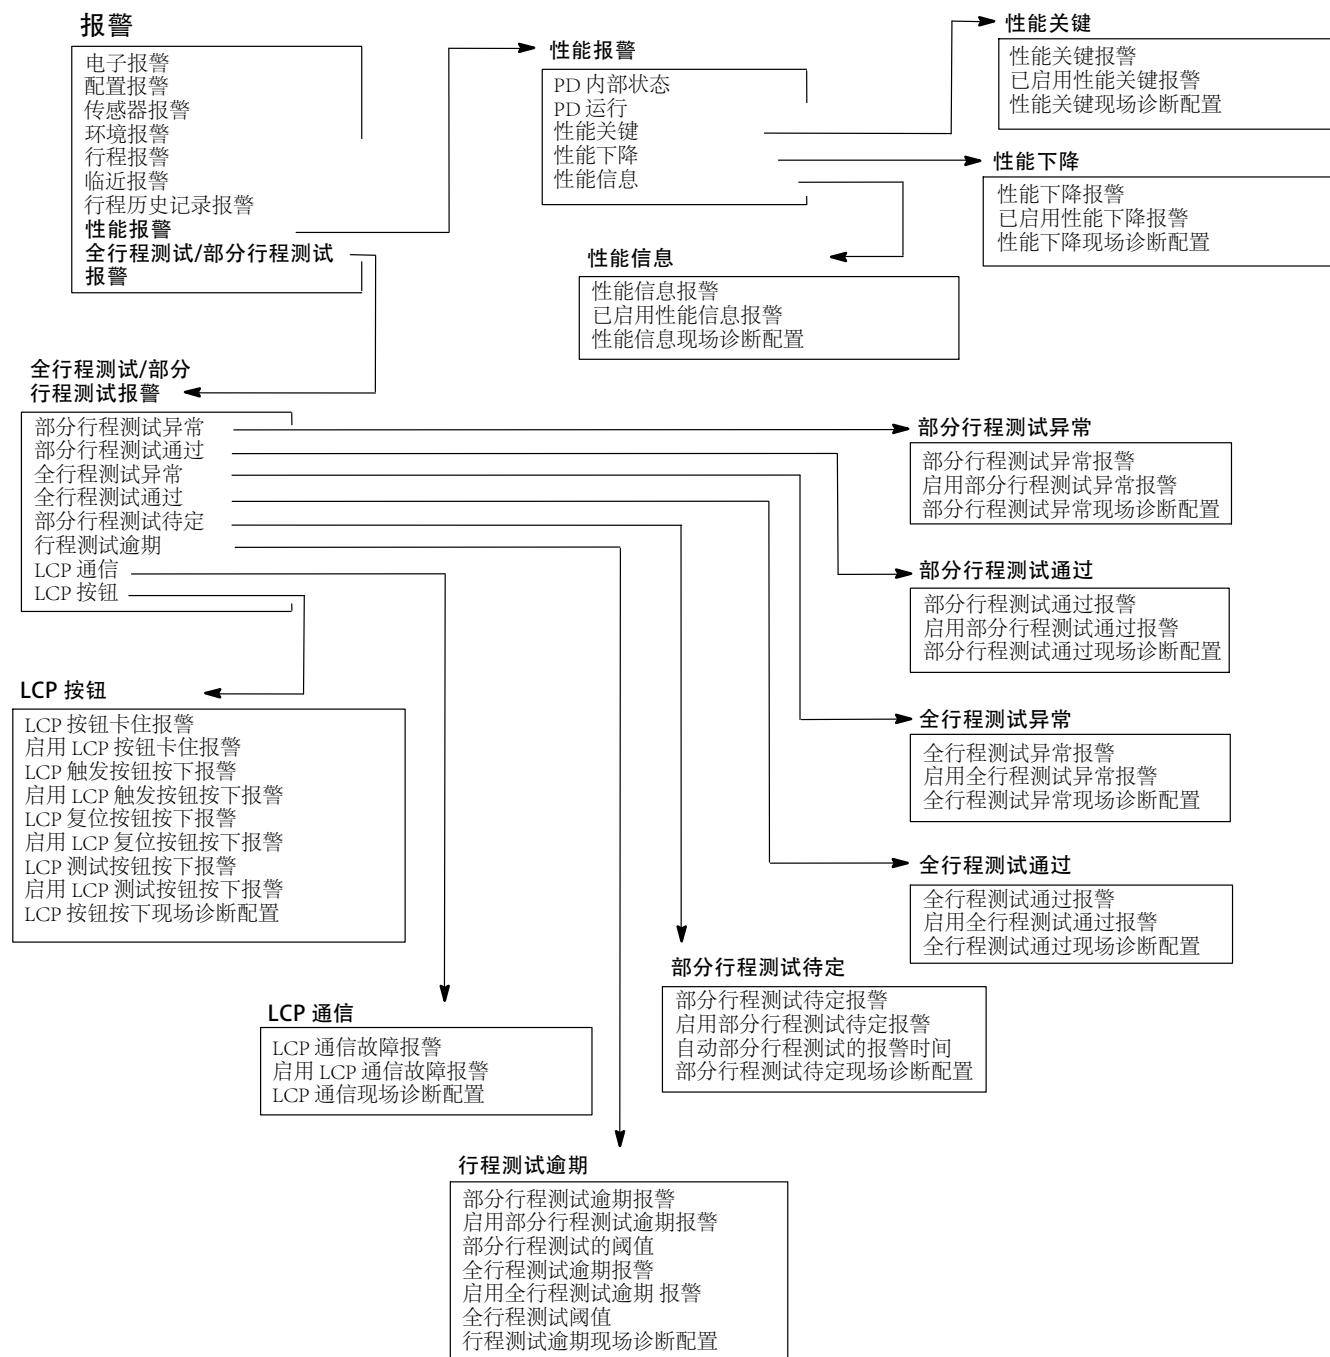 报警
电子报警
配置报警
传感器报警
环境报警
行程报警
临近报警
行程历史记录报警
性能报警
全行程测试/部分行程测试
报警
性能报警
PD 内部状态
PD 运行
性能关键
性能下降
性能信息
性能关键
性能关键报警
已启用性能关键报警
性能关键现场诊断配置
性能下降
性能下降报警
已启用性能下降报警
性能下降现场诊断配置
性能信息
性能信息报警
已启用性能信息报警
性能信息现场诊断配置
全行程测试/部分
行程测试报警
部分行程测试异常
部分行程测试通过
全行程测试异常
全行程测试通过
部分行程测试待定
行程测试逾期
LCP 通信
LCP 按钮
部分行程测试异常
部分行程测试异常报警
启用部分行程测试异常报警
部分行程测试异常现场诊断配置
部分行程测试通过
部分行程测试通过报警
启用部分行程测试通过报警
部分行程测试通过现场诊断配置
全行程测试异常
全行程测试异常报警
启用全行程测试异常报警
全行程测试异常现场诊断配置
全行程测试通过
全行程测试通过报警
启用全行程测试通过报警
全行程测试通过现场诊断配置
LCP 按钮
LCP 按钮卡住报警
启用 LCP 按钮卡住报警
LCP 触发按钮按下报警
启用 LCP 触发按钮按下报警
LCP 复位按钮按下报警
启用 LCP 复位按钮按下报警
LCP 测试按钮按下报警
启用 LCP 测试按钮按下报警
LCP 按钮按下现场诊断配置
部分行程测试待定
部分行程测试待定报警
启用部分行程测试待定报警
自动部分行程测试的报警时间
部分行程测试待定现场诊断配置
LCP 通信
LCP 通信故障报警
启用 LCP 通信故障报警
LCP 通信现场诊断配置
行程测试逾期
部分行程测试逾期报警
启用部分行程测试逾期报警
部分行程测试的阈值
全行程测试逾期报警
启用全行程测试逾期 报警
全行程测试阈值
行程测试逾期现场诊断配置